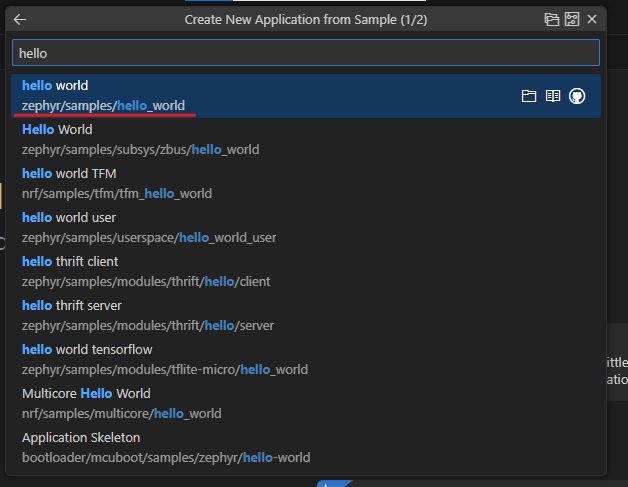 Create New Application from Sample (1/2)
hello
hello world
zephyr/samples/hello_world
Hello World
zephyr/samples/subsys/zbus/hello_world
hello world TFM
nrf/samples/tfm/tfm_hello_world
hello world user
zephyr/samples/userspace/hello_world_user
hello thrift client
zephyr/samples/modules/thrift/hello/client
hello thrift server
zephyr/samples/modules/thrift/hello/server
hello world tensorflow
zephyr/samples/modules/tflite-micro/hello_world
Multicore Hello World
nrf/samples/multicore/hello_world
Application Skeleton
bootloader/mcuboot/samples/zephyr/hello-world